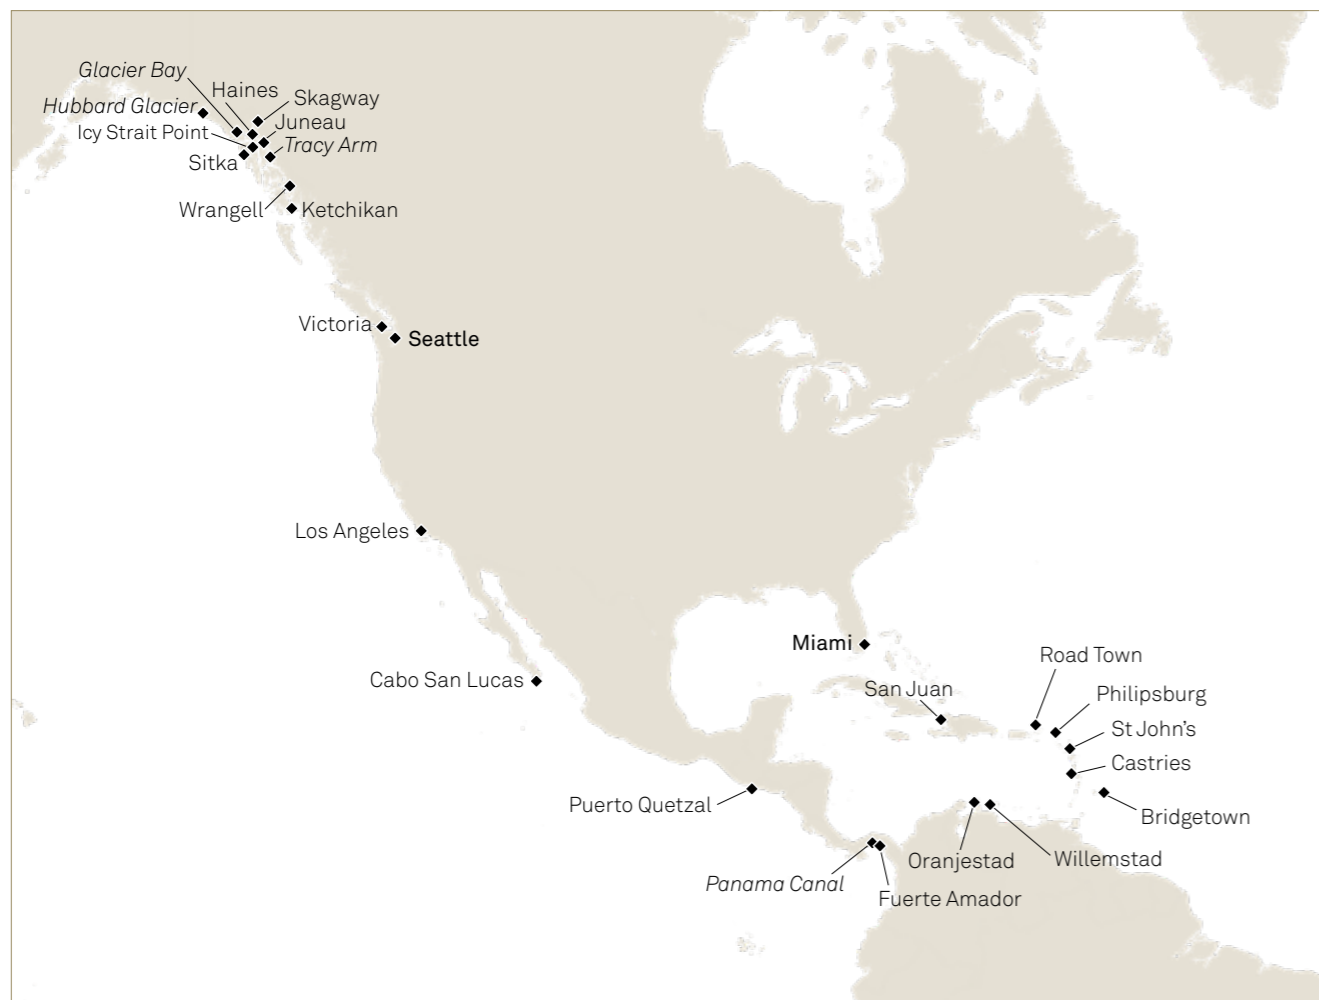 Glacier Bay
Haines
Skagway
Hubbard Glacier
Juneau
Icy Strait Point
Tracy Arm
Sitka
Wrangell
Ketchikan
Victoria
Seattle
Los Angeles
Miami
Road Town
Cabo San Lucas
San Juan
Philipsburg
St John's
Castries
Puerto Quetzal
Bridgetown
Oranjestad
Willemstad
Panama Canal
Fuerte Amador